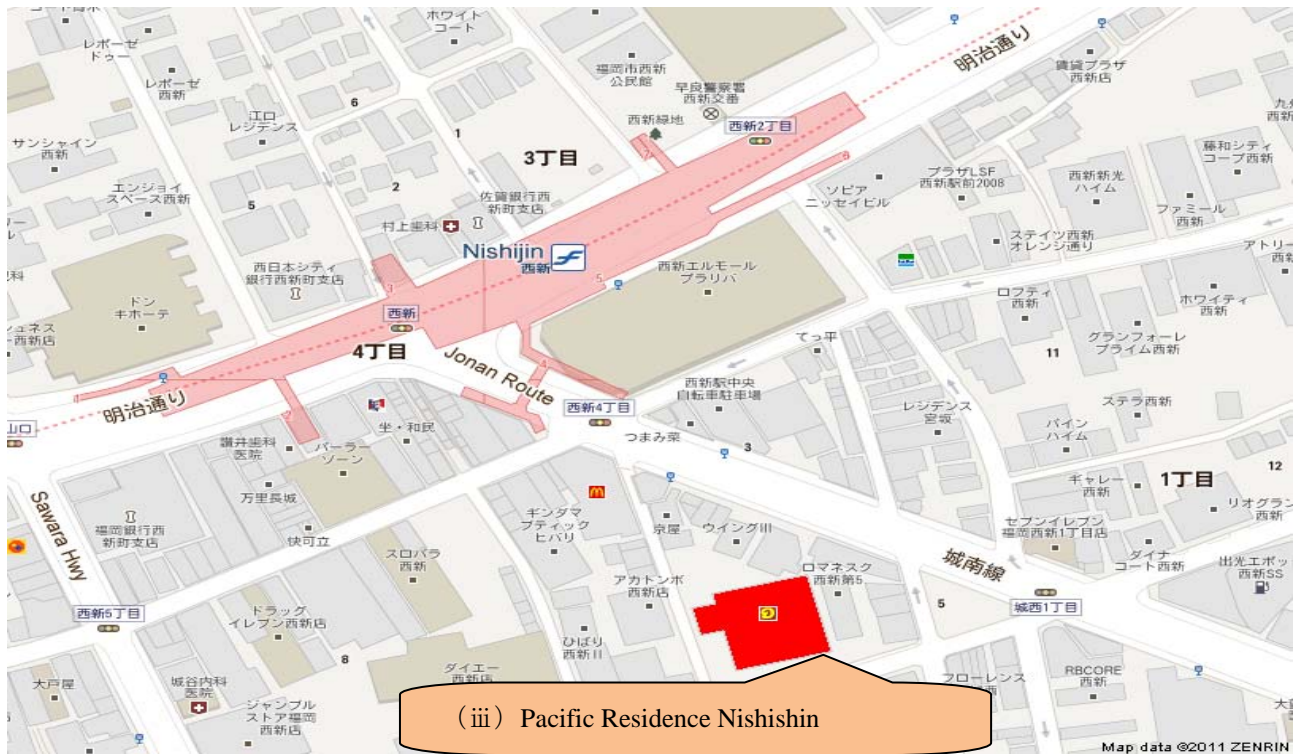 コート青木
レボーゼ
ドゥー
レボーゼ
西新
ホワイト
コート
福岡市西新
公民館
早良警察署
西新交番
西新緑地
西新2丁目
明治通り
賃貸プラザ
西新店
江口
レジデンス
サンシャイン
西新
エンジョイ
スペース西新
6
1
2
5
3丁目
佐賀銀行西
新町支店
村上歯科
7
6
ソピア
ニッセイビル
プラザLSF
西新駅前2008
西新新光
ハイム
藤和シティ
コープ西新
ファミール
西新
ステイツ西新
オレンジ通り
アトリー
西新
Nishijin
西新
西日本シティ
銀行西新町支店
3
5
西新エルモール
プラリバ
ドン
キホーテ
西新
4丁目
Jonan Route
4
ロフティ
西新
ホワイティ
西新
グランフォーレ
プライム西新
11
てっ平
西新駅中央
自転車駐車場
西新4丁目
つまみ菜
3
レジデンス
宮坂
ステラ西新
パイン
ハイム
明治通り
1
2
坐・和民
讃井歯科
医院
パーラー
ゾーン
万里長城
快可立
山口
Sawara Hwy
福岡銀行西
新町支店
スロパラ
西新
ギンダマ
ブティック
ヒバリ
京屋
ウイングIII
ギャレー
西新
1丁目
12
リオグラン
西新
セブンイレブン
福岡西新1丁目店
ダイナ
コート西新
出光エポッ
西新SS
城南線
城西1丁目
ロマネスク
西新第5
アカトンボ
西新店
5
西新5丁目
ドラッグ
イレブン西新店
8
ひばり
西新II
ダイエー
西新店
大戸屋
城谷内科
医院
ジャンブル
ストア福岡
西新店
フローレンス
RBCORE
西新
(ⅲ) Pacific Residence Nishishin
Map data ©2011 ZENRIN